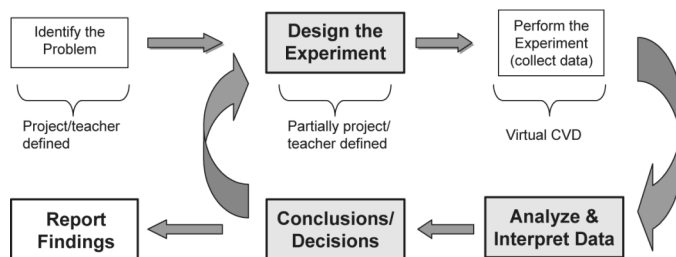 Identify the
Problem
Design the
Experiment
Perform the
Experiment
(collect data)
Project/teacher
defined
Partially project/
teacher defined
Virtual CVD
Report
Findings
Conclusions/
Decisions
Analyze &
Interpret Data